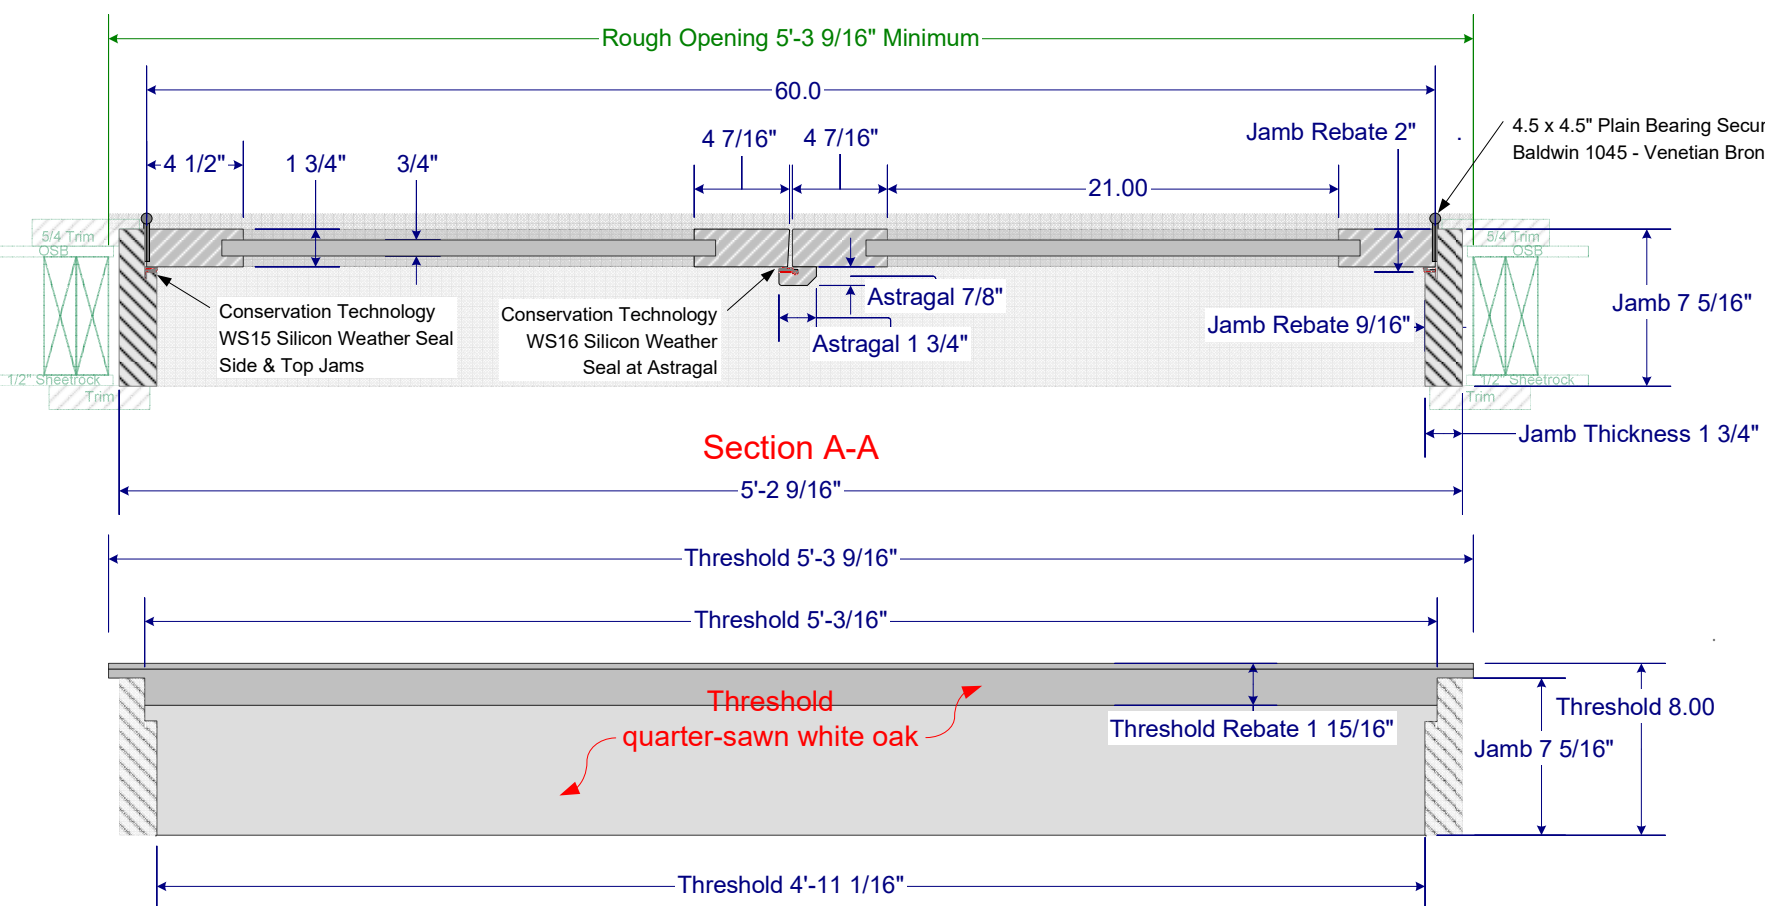 Rough Opening 5'-3 9/16" Minimum
60.0
4 7/16"
4 7/16"
Jamb Rebate 2"
4.5 x 4.5" Plain Bearing Secur
Baldwin 1045 - Venetian Bron
4 1/2"
1 3/4"
3/4"
21.00
5/4 Trim
OSB
5/4 Trim
OSB
Conservation Technology
WS15 Silicon Weather Seal
Side & Top Jams
Conservation Technology
WS16 Silicon Weather
Seal at Astragal
Astragal 7/8"
Astragal 1 3/4"
Jamb Rebate 9/16"
Jamb 7 5/16"
1/2" Sheetrock
Trim
1/2" Sheetrock
Trim
Section A-A
Jamb Thickness 1 3/4"
5'-2 9/16"
Threshold 5'-3 9/16"
Threshold 5'-3/16"
Threshold
quarter-sawn white oak
Threshold Rebate 1 15/16"
Threshold 8.00
Jamb 7 5/16"
Threshold 4'-11 1/16"